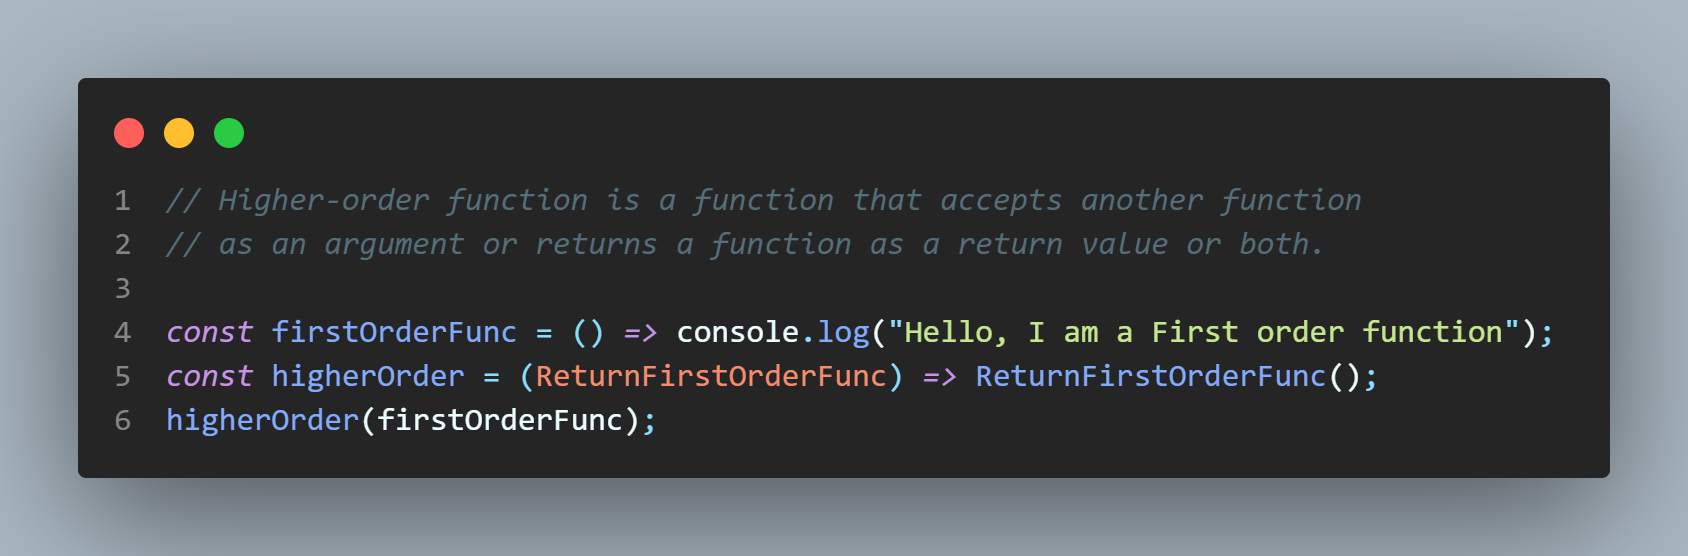 1 // Higher-order function is a function that accepts another function
2 // as an argument or returns a function as a return value or both.
3
4 const firstOrderFunc = () => console.log("Hello, I am a First order function");
5 const higherOrder = (ReturnFirstOrderFunc) => ReturnFirstOrderFunc();
6 higherOrder(firstOrderFunc);